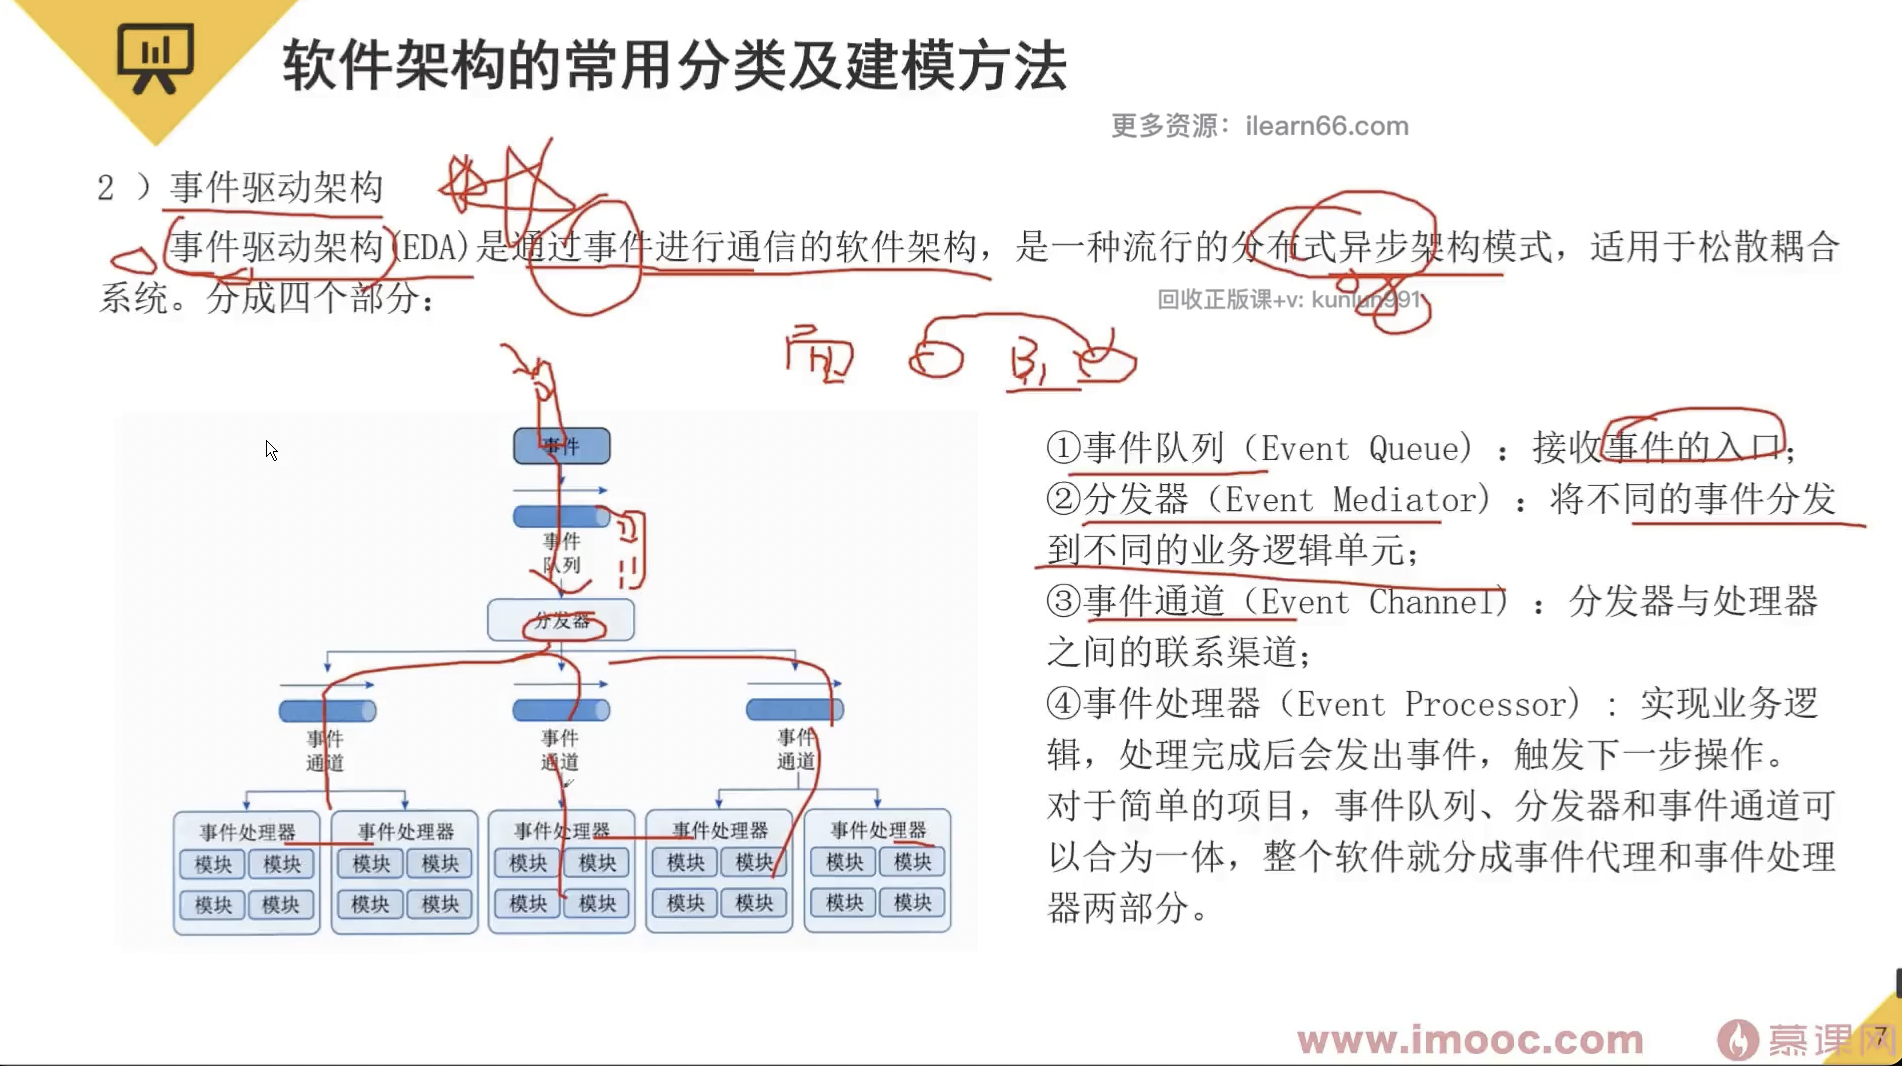 软件架构的常用分类及建模方法
更多资源：ilearn66.com
2 ）事件驱动架构
事件驱动架构(EDA)是通过事件进行通信的软件架构，是一种流行的分布式异步架构模式，适用于松散耦合
系统。分成四个部分：
回收正版课+v: kunlun991
事件
事件
队列
分发器
事件
通道
事件
通道
事件
通道
事件处理器 事件处理器 事件处理器 事件处理器 事件处理器
模块 模块 模块 模块 模块 模块 模块 模块 模块 模块
模块 模块 模块 模块 模块 模块 模块 模块 模块 模块
①事件队列（Event Queue）：接收事件的入口；
②分发器（Event Mediator）：将不同的事件分发
到不同的业务逻辑单元；
③事件通道（Event Channel）：分发器与处理器
之间的联系渠道；
④事件处理器（Event Processor）: 实现业务逻
辑，处理完成后会发出事件，触发下一步操作。
对于简单的项目，事件队列、分发器和事件通道可
以合为一体，整个软件就分成事件代理和事件处理
器两部分。
www.imooc.com
慕课网
7